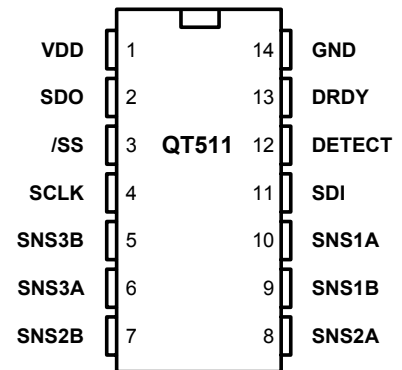 VDD 1 14 GND
SDO 2 13 DRDY
/SS 3 QT511 12 DETECT
SCLK 4 11 SDI
SNS3B 5 10 SNS1A
SNS3A 6 9 SNS1B
SNS2B 7 8 SNS2A